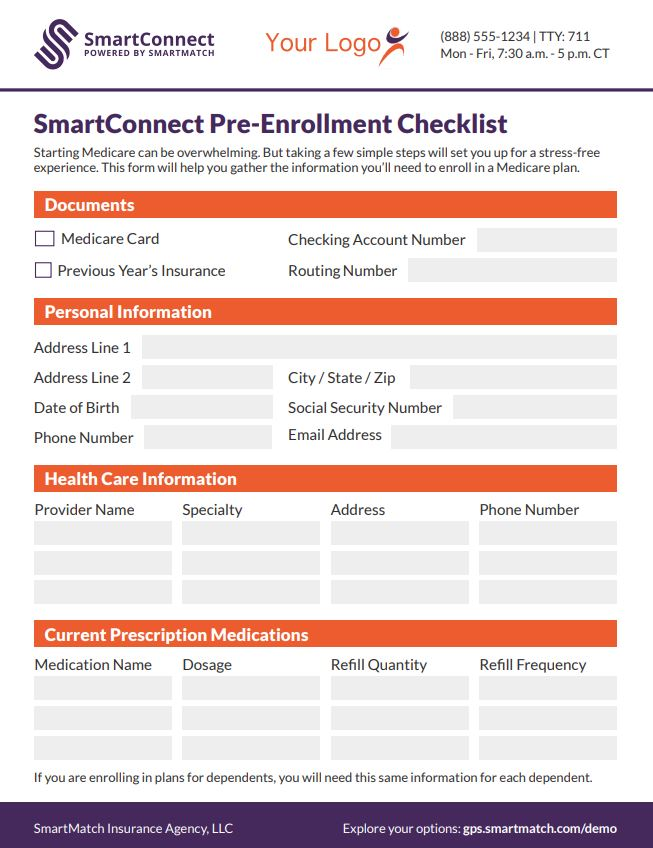 SmartConnect
POWERED BY SMARTMATCH
Your Logo
(888) 555-1234 | TTY: 711
Mon - Fri, 7:30 a.m. - 5 p.m. CT
SmartConnect Pre-Enrollment Checklist
Starting Medicare can be overwhelming. But taking a few simple steps will set you up for a stress-free
experience. This form will help you gather the information you’ll need to enroll in a Medicare plan.
Documents
Medicare Card
Checking Account Number
Previous Year’s Insurance
Routing Number
Personal Information
Address Line 1
Address Line 2
City / State / Zip
Date of Birth
Social Security Number
Phone Number
Email Address
Health Care Information
Provider Name
Specialty
Address
Phone Number
Current Prescription Medications
Medication Name
Dosage
Refill Quantity
Refill Frequency
If you are enrolling in plans for dependents, you will need this same information for each dependent.
SmartMatch Insurance Agency, LLC
Explore your options: gps.smartmatch.com/demo